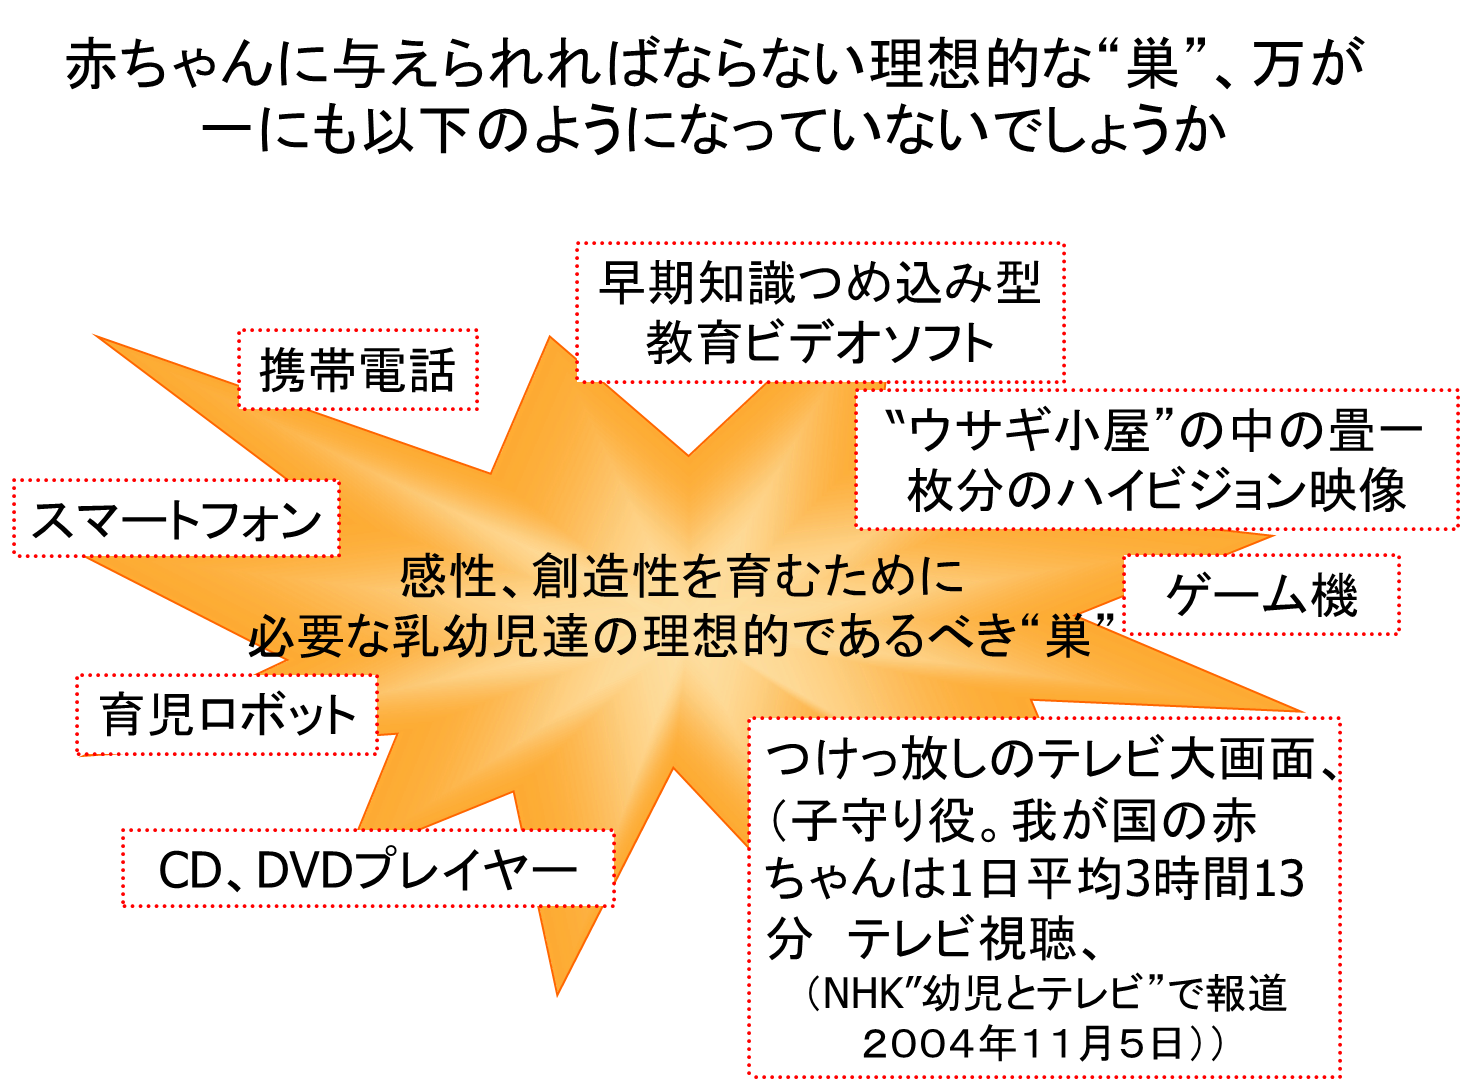 赤ちゃんに与えられればならない理想的な“巣”、万が
一にも以下のようになっていないでしょうか
早期知識つめ込み型
教育ビデオソフト
携帯電話
“ウサギ小屋”の中の畳一
枚分のハイビジョン映像
スマートフォン
感性、創造性を育むために
必要な乳幼児達の理想的であるべき“巣”
ゲーム機
育児ロボット
つけっ放しのテレビ大画面、
（子守り役。我が国の赤
ちゃんは1日平均3時間13
分　テレビ視聴、
（NHK”幼児とテレビ”で報道
２００４年１１月５日））
CD、DVDプレイヤー